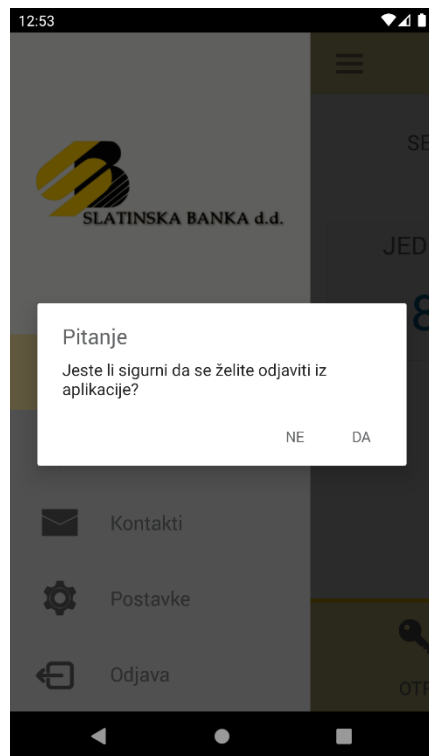 12:53
SLATINSKA BANKA d.d.
Pitanje
Jeste li sigurni da se želite odjaviti iz
aplikacije?
NE DA
Kontakti
Postavke
Odjava